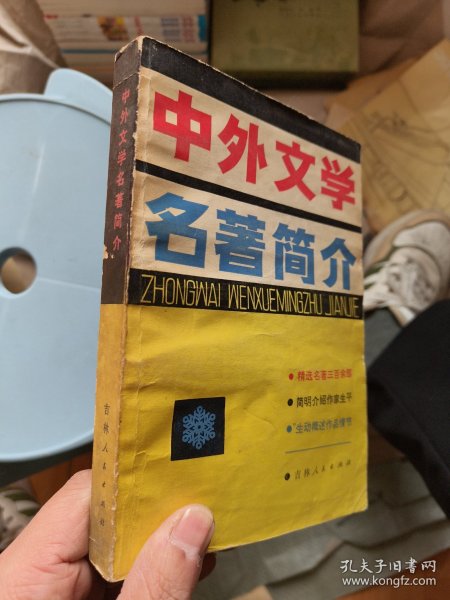 中外文学
名著简介
ZHONGWAI WENXUEMINGZHU JIANJIE
• 精选名著三百余部
• 简明介绍作家生平
• 生动概述作品情节
吉林人民出版社
中外文学名著简介
吉林人民出版社
孔夫子旧书网
www.kongfz.com